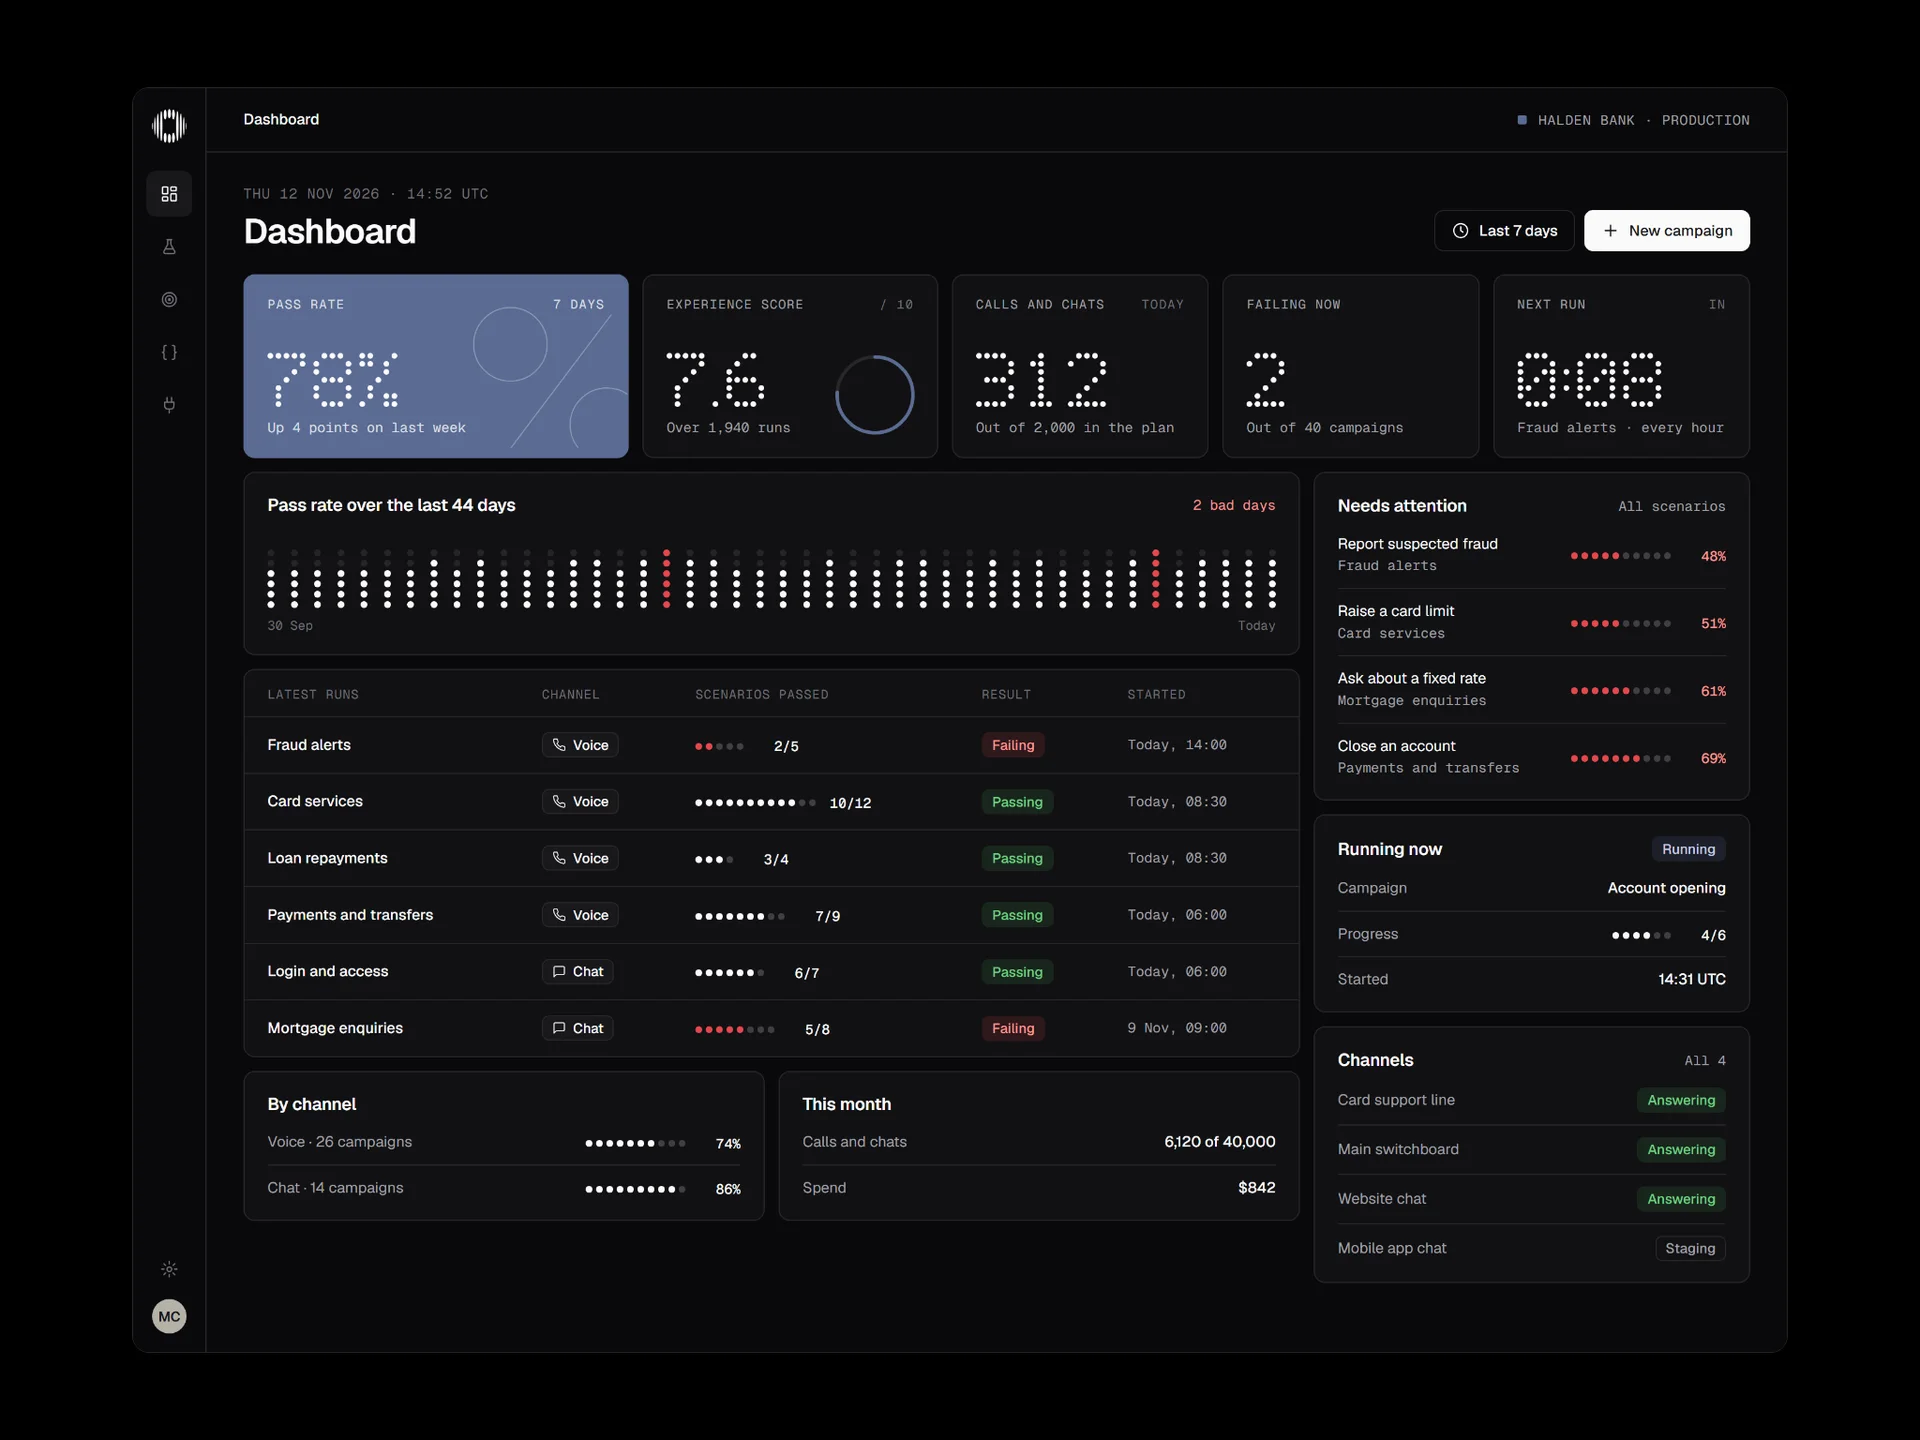 Dashboard
HALDEN BANK · PRODUCTION
THU 12 NOV 2026 · 14:52 UTC
Dashboard
Last 7 days
New campaign
PASS RATE
7 DAYS
78%
Up 4 points on last week
EXPERIENCE SCORE
/ 10
7.6
Over 1,940 runs
CALLS AND CHATS
TODAY
312
Out of 2,000 in the plan
FAILING NOW
2
Out of 40 campaigns
NEXT RUN
IN
0:08
Fraud alerts · every hour
Pass rate over the last 44 days
2 bad days
30 Sep
Today
LATEST RUNS CHANNEL SCENARIOS PASSED RESULT STARTED
Fraud alerts Voice 2/5 Failing Today, 14:00
Card services Voice 10/12 Passing Today, 08:30
Loan repayments Voice 3/4 Passing Today, 08:30
Payments and transfers Voice 7/9 Passing Today, 06:00
Login and access Chat 6/7 Passing Today, 06:00
Mortgage enquiries Chat 5/8 Failing 9 Nov, 09:00
By channel
Voice · 26 campaigns 74%
Chat · 14 campaigns 86%
This month
Calls and chats 6,120 of 40,000
Spend $842
Needs attention
All scenarios
Report suspected fraud
Fraud alerts
48%
Raise a card limit
Card services
51%
Ask about a fixed rate
Mortgage enquiries
61%
Close an account
Payments and transfers
69%
Running now
Running
Campaign Account opening
Progress 4/6
Started 14:31 UTC
Channels
All 4
Card support line Answering
Main switchboard Answering
Website chat Answering
Mobile app chat Staging
MC